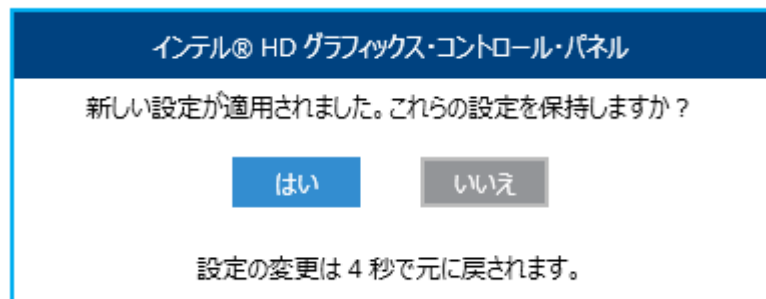 インテル® HD グラフィックス・コントロール・パネル
新しい設定が適用されました。これらの設定を保持しますか？
はい いいえ
設定の変更は 4 秒で元に戻されます。